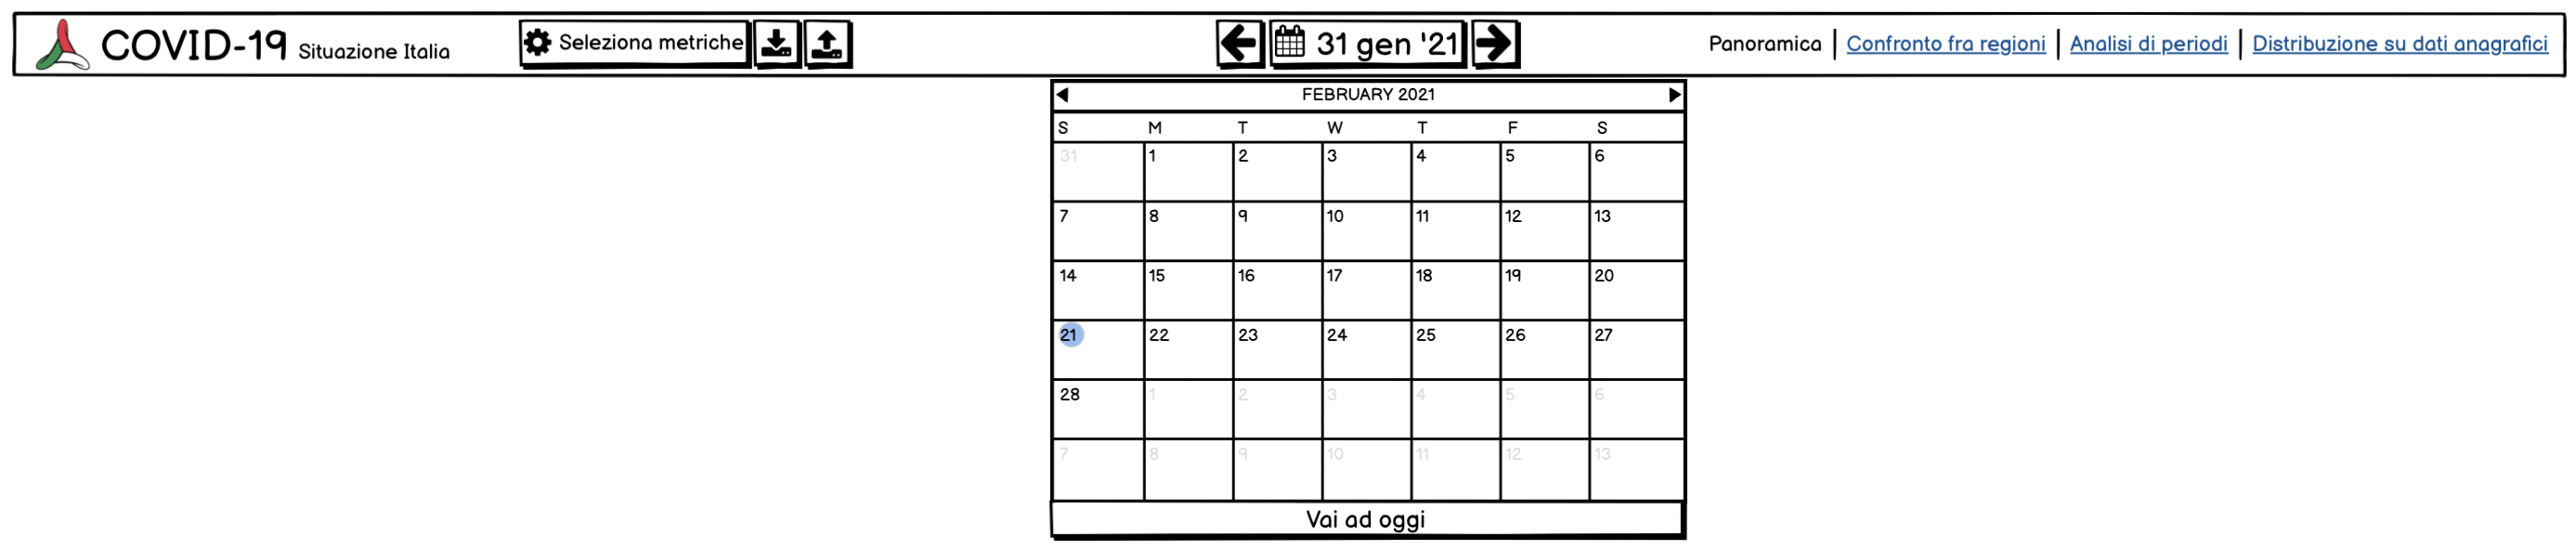 COVID-19 Situazione Italia Seleziona metriche 31 gen '21 Panoramica Confronto fra regioni Analisi di periodi Distribuzione su dati anagrafici
FEBRUARY 2021
S M T W T F S
31 1 2 3 4 5 6
7 8 9 10 11 12 13
14 15 16 17 18 19 20
21 22 23 24 25 26 27
28 1 2 3 4 5 6
7 8 9 10 11 12 13
Vai ad oggi